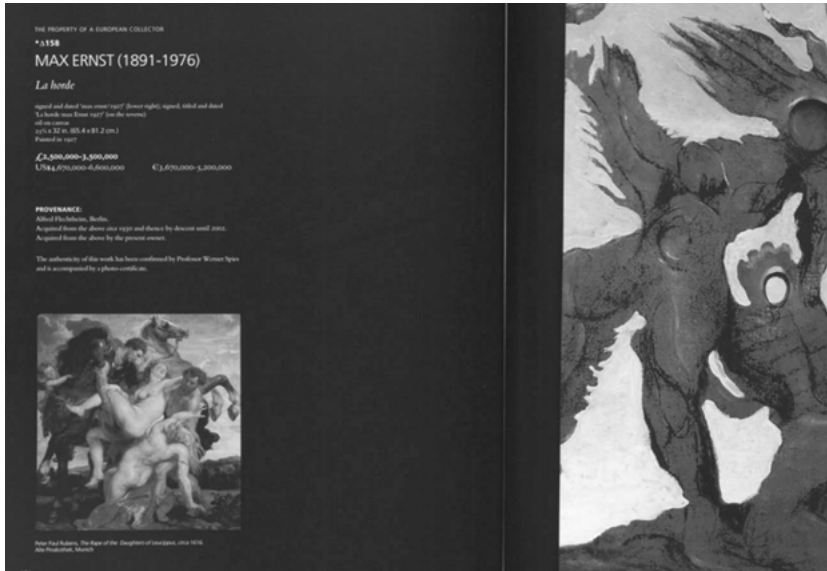 THE PROPERTY OF A EUROPEAN COLLECTOR
*Δ158
MAX ERNST (1891-1976)
La horde
signed and dated 'max ernst/1927' (lower right); signed, titled and dated
'La horde max Ernst 1927' (on the reverse)
oil on canvas
25¾ x 32 in. (65.4 x 81.2 cm.)
Painted in 1927
£2,500,000-3,500,000
US$4,670,000-6,600,000 €3,670,000-5,200,000
PROVENANCE:
Alfred Flechtheim, Berlin.
Acquired from the above circa 1930 and thence by descent until 2002.
Acquired from the above by the present owner.
The authenticity of this work has been confirmed by Professor Werner Spies
and is accompanied by a photo-certificate.
Peter Paul Rubens, The Rape of the Daughters of Leucippus, circa 1616.
Alte Pinakothek, Munich